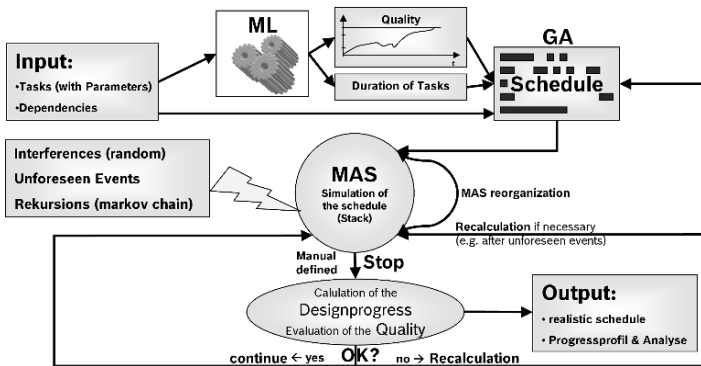 Input:
•Tasks (with Parameters)
•Dependencies
ML
Quality
t
Duration of Tasks
GA
Schedule
Interferences (random)
Unforeseen Events
Rekursions (markov chain)
MAS
Simulation of
the schedule
(Stack)
MAS reorganization
Recalculation if necessary
(e.g. after unforeseen events)
Manual
defined
Stop
Calulation of the
Designprogress
Evaluation of the Quality
Output:
• realistic schedule
• Progressprofil & Analyse
continue ← yes OK? no → Recalculation